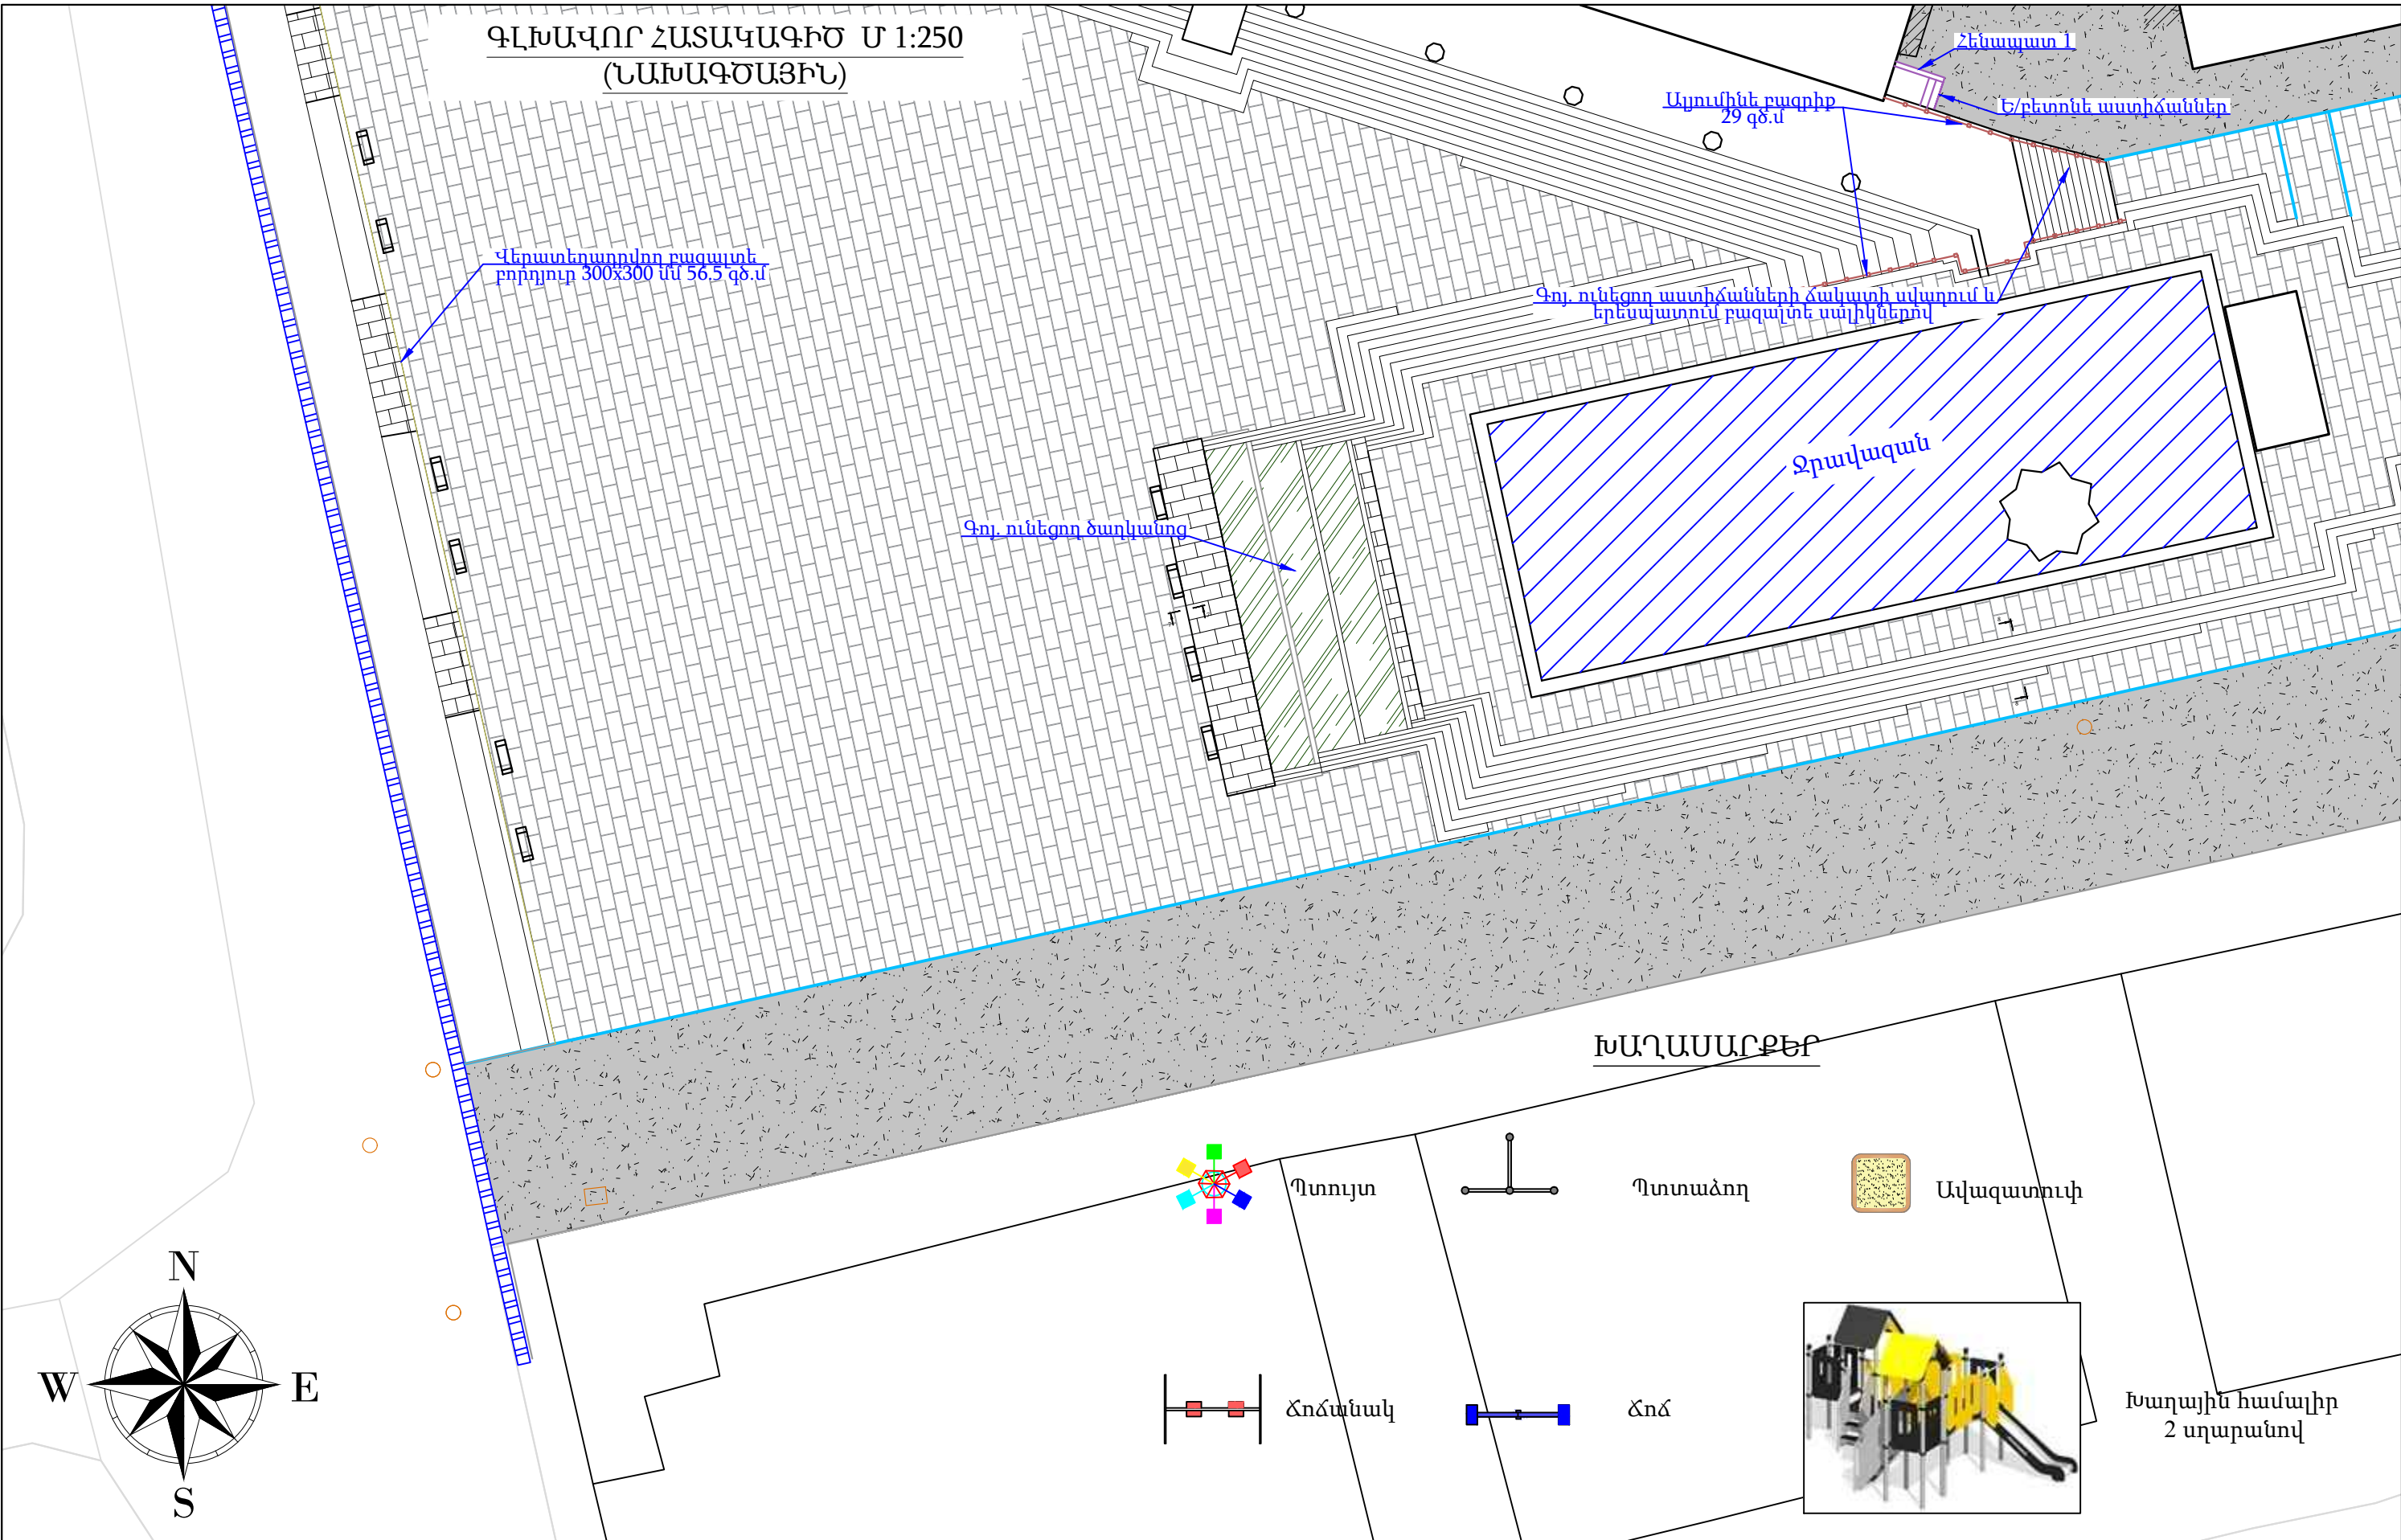 ԳԼԽԱՎՈՐ ՀԱՏԱԿԱԳԻԾ Մ 1:250
(ՆԱԽԱԳԾԱՅԻՆ)
Հենապատ 1
Ե/բետոնե աստիճաններ
Ալյումինե բազրիք
29 գծ.մ
Վերատեղադրվող բազալտե
բորդյուր 300x300 մմ 56.5 գծ.մ
Գոյ. ունեցող աստիճանների ճակատի սվաղում և
երեսպատում բազալտե սալիկներով
Ջրավազան
Գոյ. ունեցող ծաղկանոց
ԽԱՂԱՍԱՐՔԵՐ
Պտույտ
Պտտաձող
Ավազատուփ
N
W
E
S
Ճոճանակ
Ճոճ
Խաղային համալիր
2 սղարանով